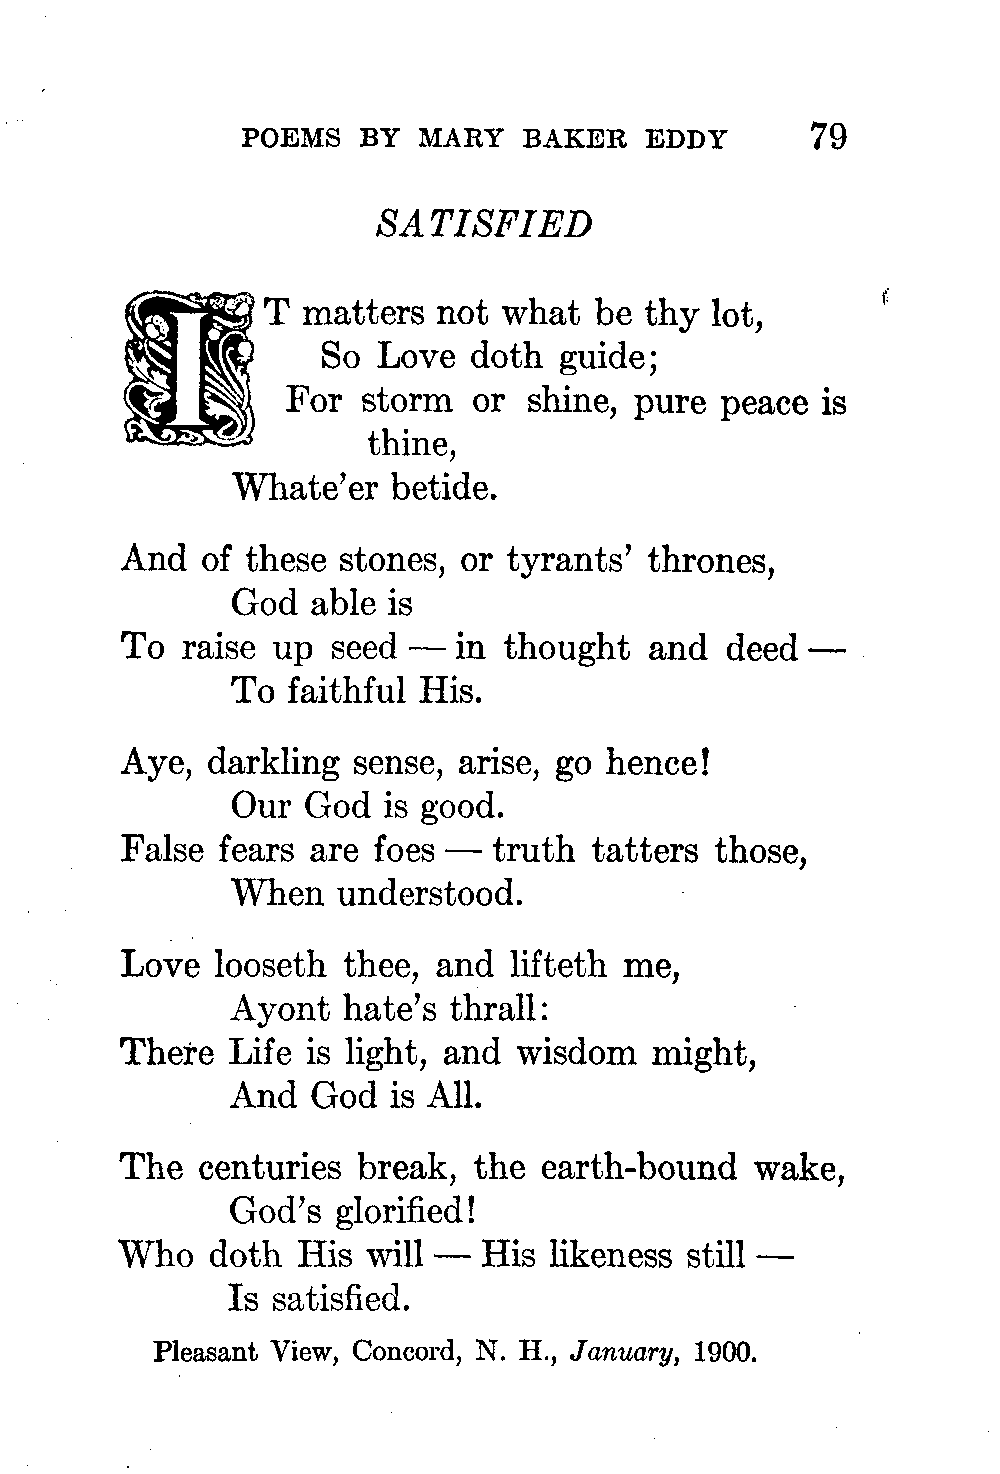 POEMS BY MARY BAKER EDDY 79
SATISFIED
IT matters not what be thy lot,
So Love doth guide;
For storm or shine, pure peace is
thine,
Whate'er betide.
And of these stones, or tyrants' thrones,
God able is
To raise up seed — in thought and deed —
To faithful His.
Aye, darkling sense, arise, go hence!
Our God is good.
False fears are foes — truth tatters those,
When understood.
Love looseth thee, and lifteth me,
Ayont hate's thrall:
There Life is light, and wisdom might,
And God is All.
The centuries break, the earth-bound wake,
God's glorified!
Who doth His will — His likeness still —
Is satisfied.
Pleasant View, Concord, N. H., January, 1900.